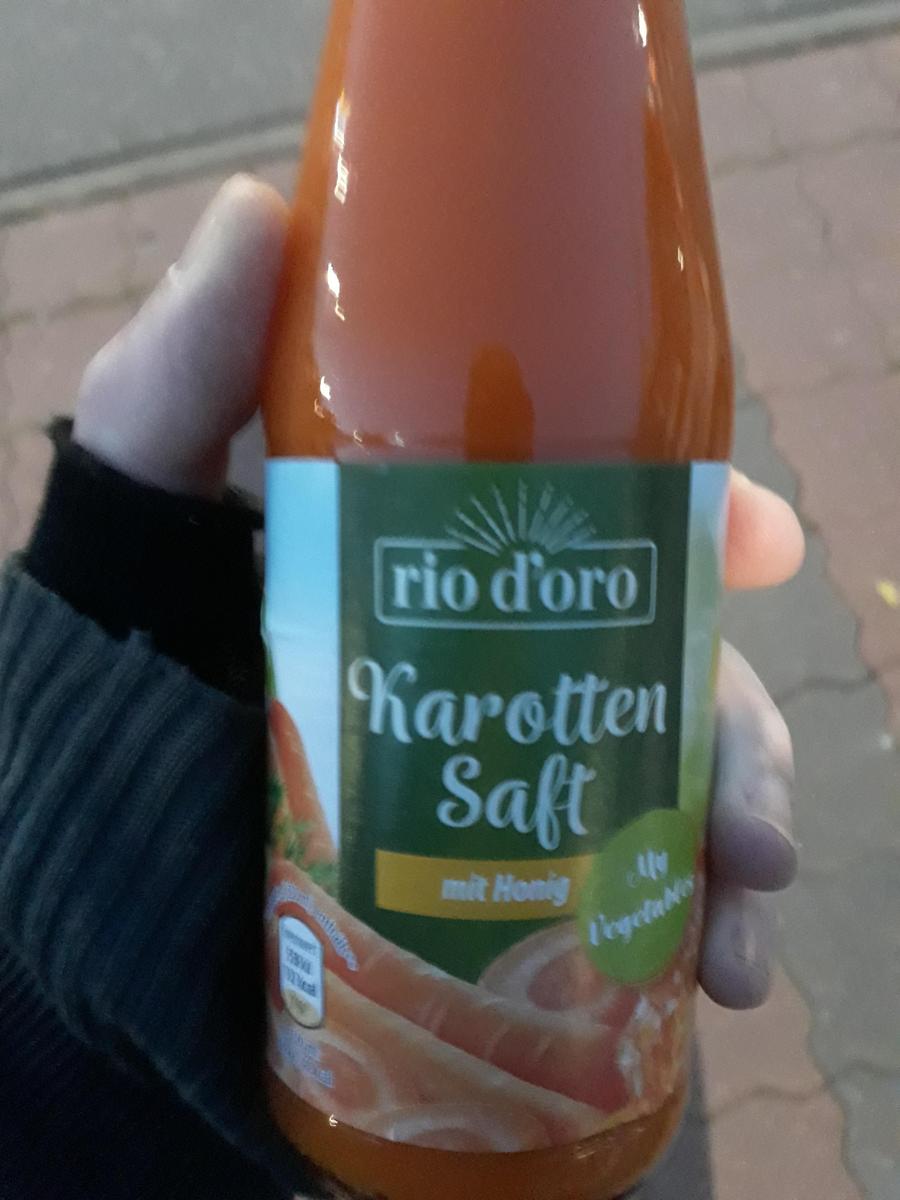 rio d'oro
Karotten
Saft
mit Honig
My
Vegetables